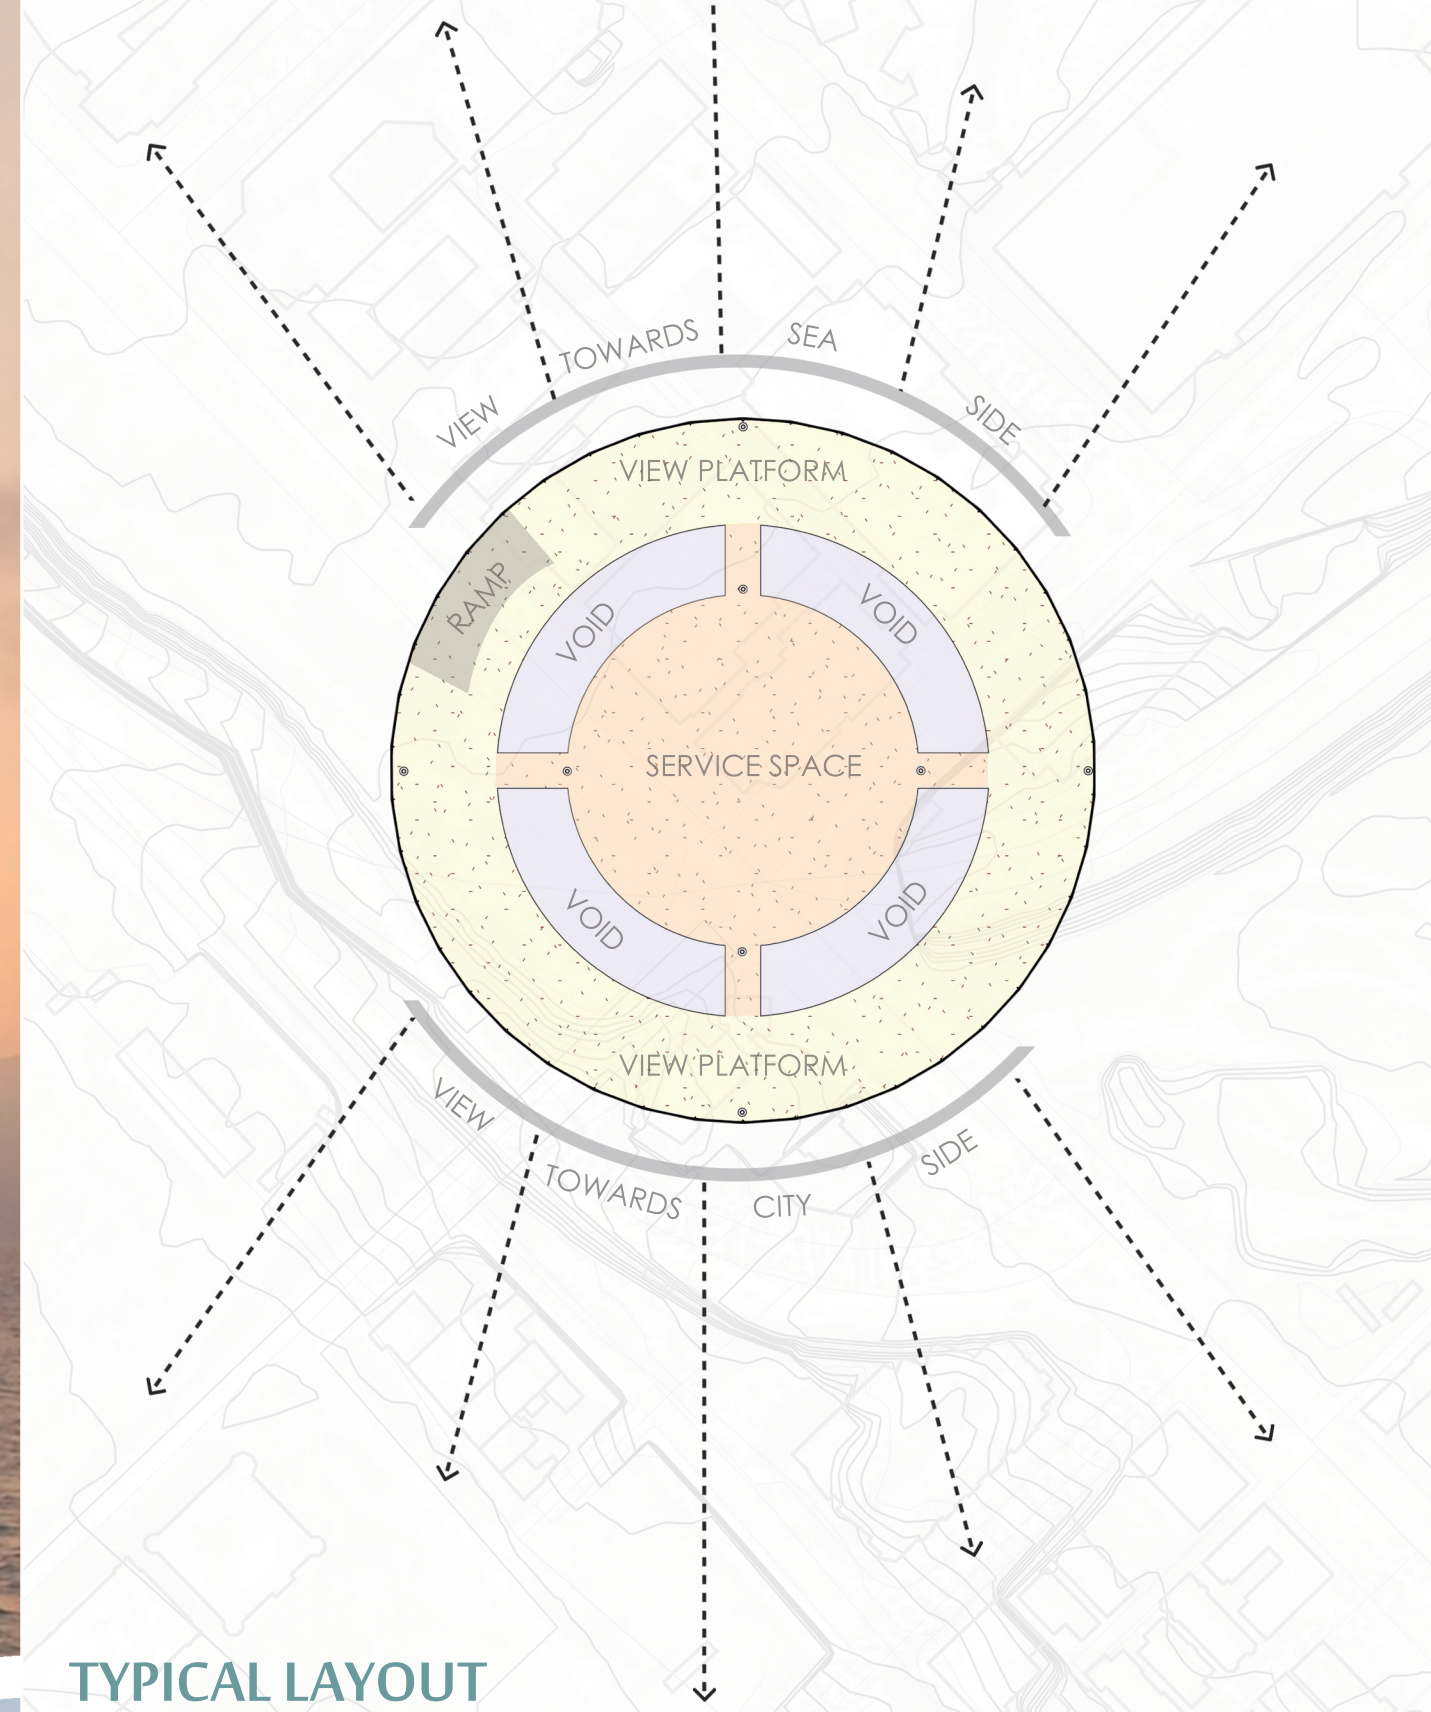 VIEW TOWARDS SEA SIDE
VIEW PLATFORM
RAMP
VOID
VOID
SERVICE SPACE
VOID
VOID
VIEW PLATFORM
VIEW TOWARDS CITY SIDE
TYPICAL LAYOUT